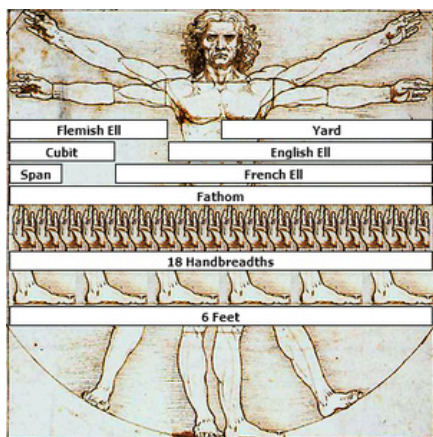 Flemish Ell Yard
Cubit English Ell
Span French Ell
Fathom
18 Handbreadths
6 Feet